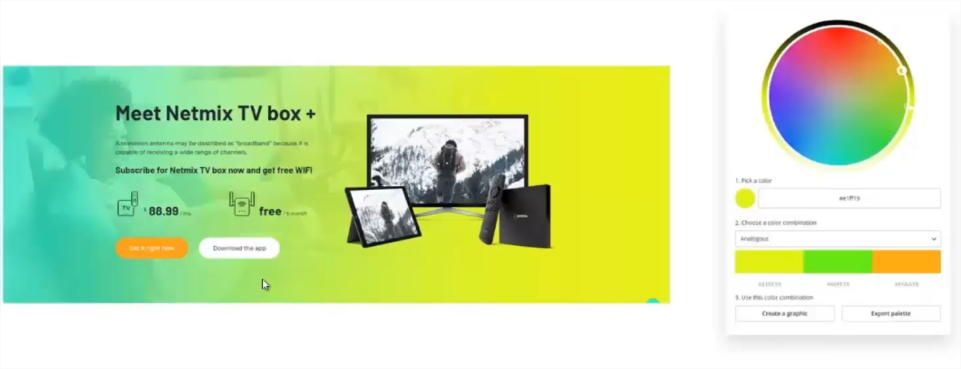 Meet Netmix TV box +
A television antenna may be described as "broadband" because it is
capable of receiving a wide range of channels.
Subscribe for Netmix TV box now and get free WIFI
TV
$ 88.99 /mo
free / 6 month
Get it right now
Download the app
1. Pick a color
#e1ff19
2. Choose a color combination
Analogous
3. Use this color combination
Create a graphic
Export palette